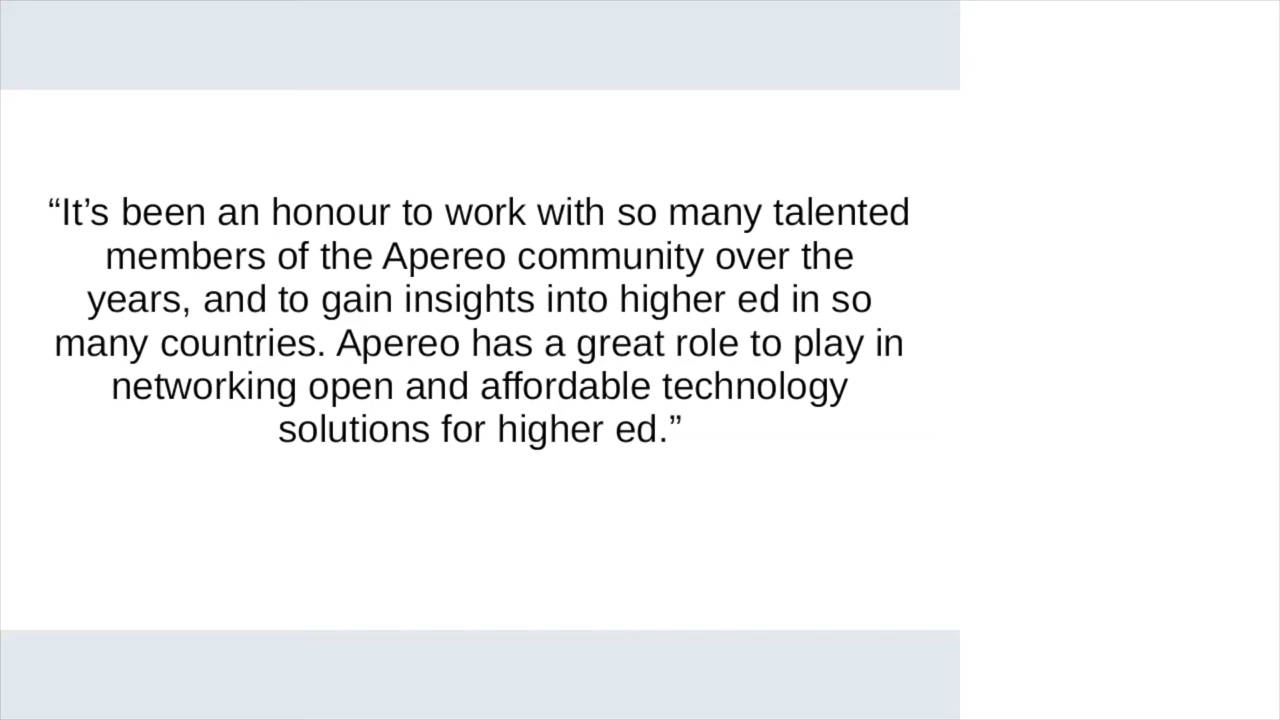 “It’s been an honour to work with so many talented
members of the Apereo community over the
years, and to gain insights into higher ed in so
many countries. Apereo has a great role to play in
networking open and affordable technology
solutions for higher ed.”